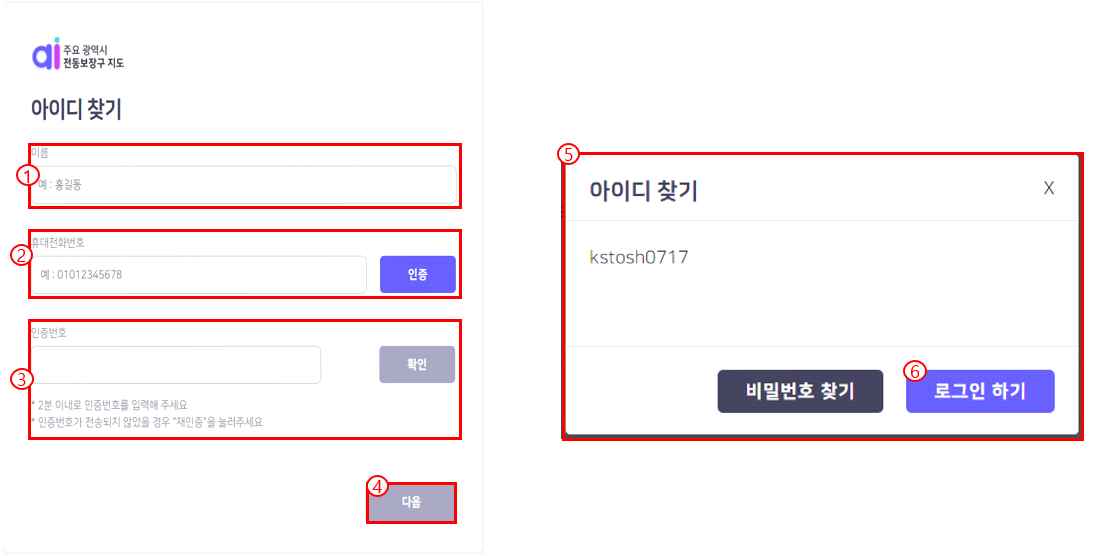 주요 광역시
전동보장구 지도
아이디 찾기
이름
① 예 : 홍길동
휴대전화번호
②
예 : 01012345678
인증
인증번호
확인
③
* 2분 이내로 인증번호를 입력해 주세요
* 인증번호가 전송되지 않았을 경우 "재인증"을 눌러주세요
④
다음
⑤
아이디 찾기
X
kstosh0717
⑥
비밀번호 찾기
로그인 하기